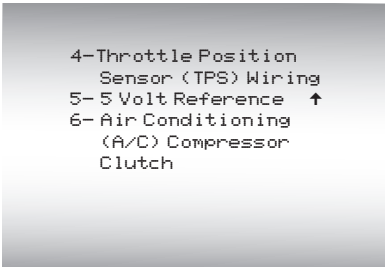 4-Throttle Position
Sensor (TPS) Wiring
5- 5 Volt Reference ↑
6- Air Conditioning
(A/C) Compressor
Clutch